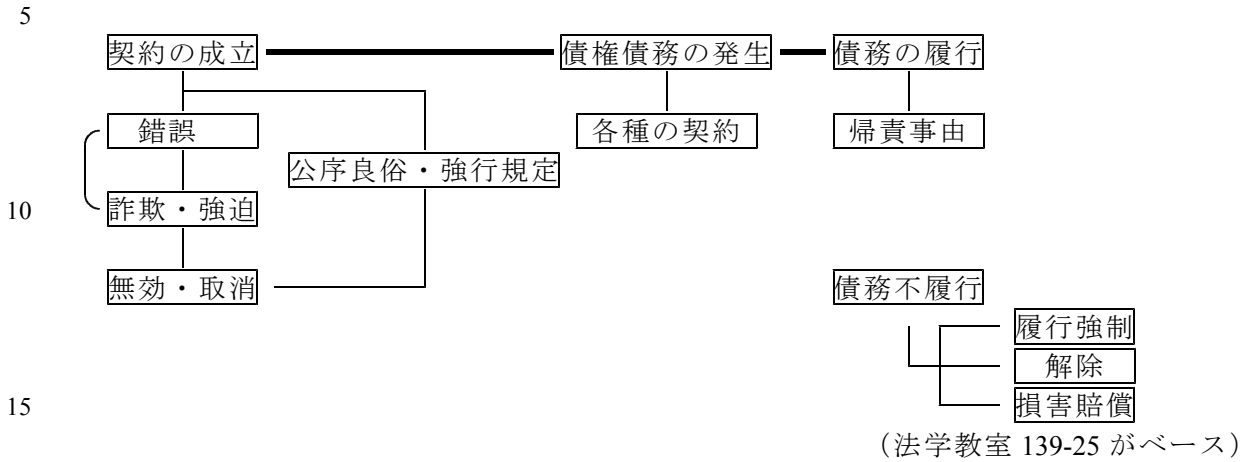 5
契約の成立 債権債務の発生 債務の履行
錯誤 各種の契約 帰責事由
公序良俗・強行規定
10 詐欺・強迫
無効・取消 債務不履行
履行強制
解除
15 損害賠償
（法学教室 139-25 がベース）